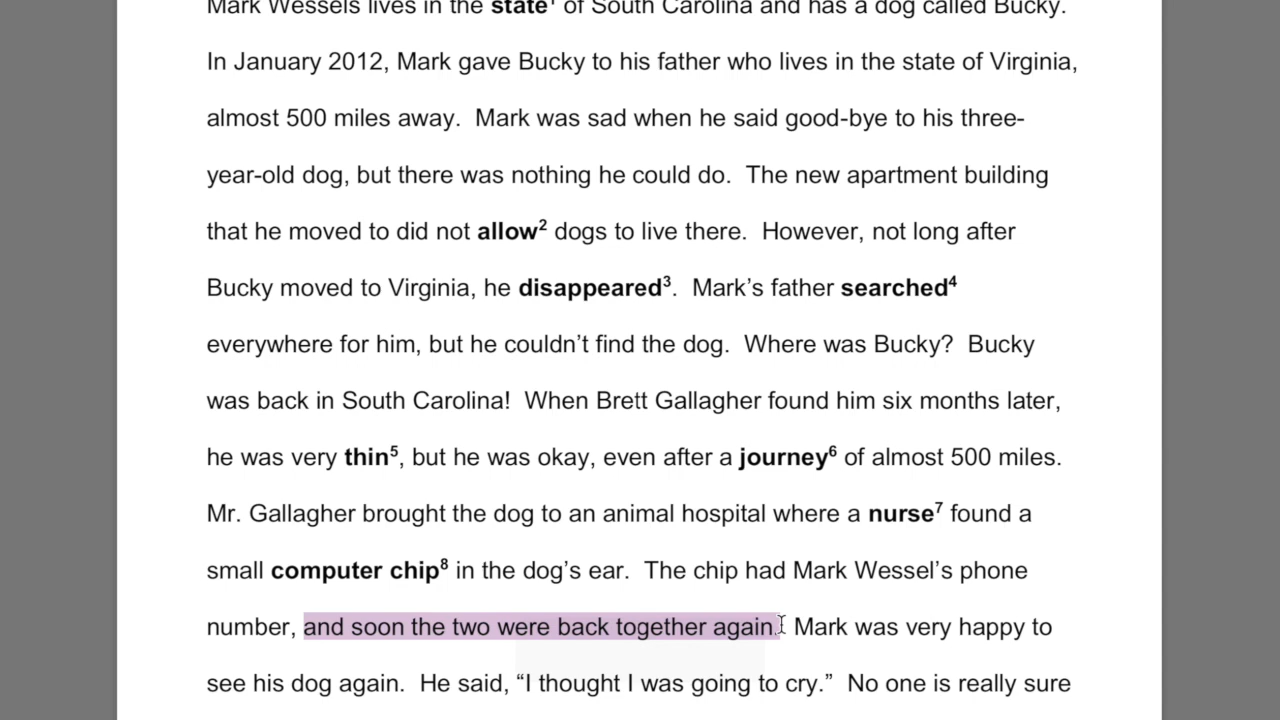 Mark Wessels lives in the state¹ of South Carolina and has a dog called Bucky.
In January 2012, Mark gave Bucky to his father who lives in the state of Virginia,
almost 500 miles away.  Mark was sad when he said good-bye to his three-
year-old dog, but there was nothing he could do.  The new apartment building
that he moved to did not allow² dogs to live there.  However, not long after
Bucky moved to Virginia, he disappeared³.  Mark’s father searched⁴
everywhere for him, but he couldn’t find the dog.  Where was Bucky?  Bucky
was back in South Carolina!  When Brett Gallagher found him six months later,
he was very thin⁵, but he was okay, even after a journey⁶ of almost 500 miles.
Mr. Gallagher brought the dog to an animal hospital where a nurse⁷ found a
small computer chip⁸ in the dog’s ear.  The chip had Mark Wessel’s phone
number, and soon the two were back together again.  Mark was very happy to
see his dog again.  He said, “I thought I was going to cry.”  No one is really sure